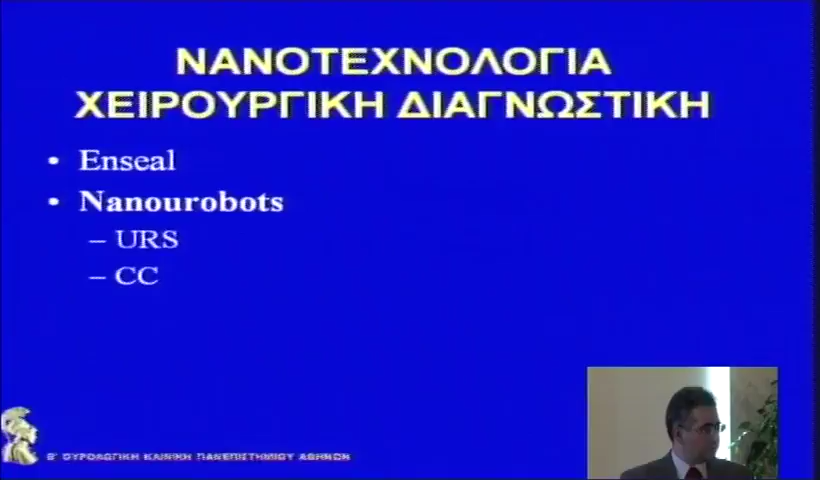 ΝΑΝΟΤΕΧΝΟΛΟΓΙΑ
ΧΕΙΡΟΥΡΓΙΚΗ ΔΙΑΓΝΩΣΤΙΚΗ
• Enseal
• Nanourobots
– URS
– CC
Β' ΟΥΡΟΛΟΓΙΚΗ ΚΛΙΝΙΚΗ ΠΑΝΕΠΙΣΤΗΜΙΟΥ ΑΘΗΝΩΝ